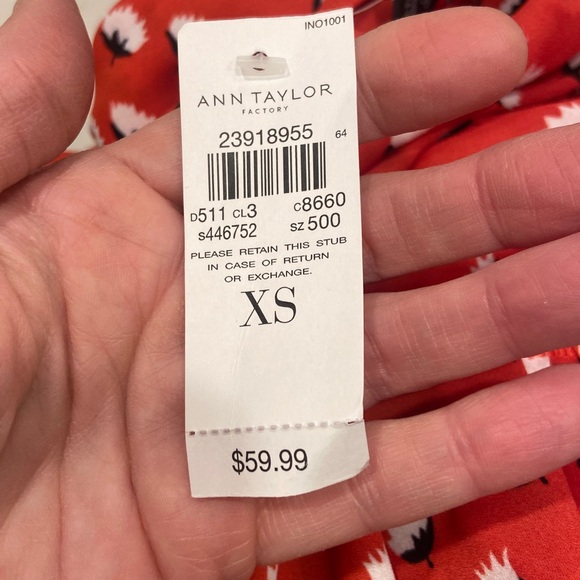 INO1001
ANN TAYLOR
FACTORY
23918955 64
D511 CL3 C8660
S446752 SZ 500
PLEASE RETAIN THIS STUB
IN CASE OF RETURN
OR EXCHANGE.
XS
$59.99